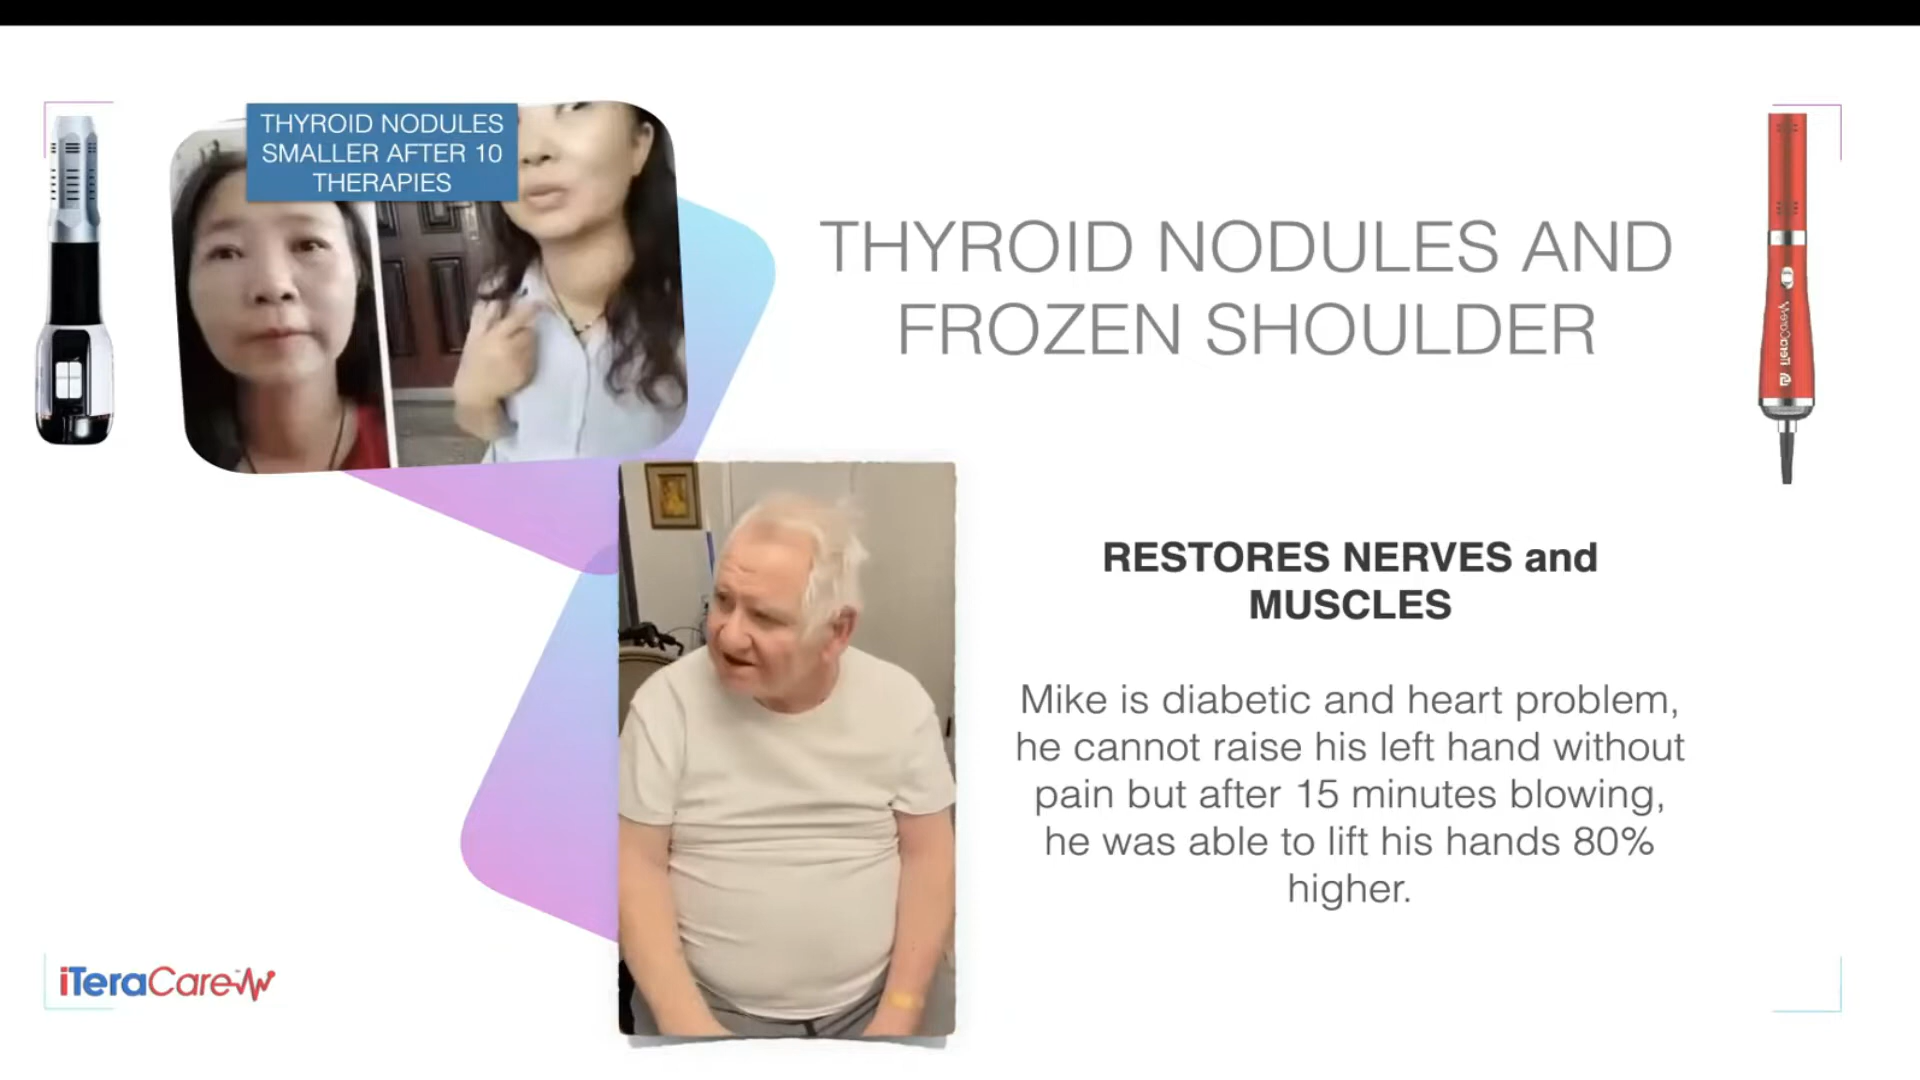 THYROID NODULES
SMALLER AFTER 10
THERAPIES
THYROID NODULES AND
FROZEN SHOULDER
iTeraCare
RESTORES NERVES and
MUSCLES
Mike is diabetic and heart problem,
he cannot raise his left hand without
pain but after 15 minutes blowing,
he was able to lift his hands 80%
higher.
iTeraCare